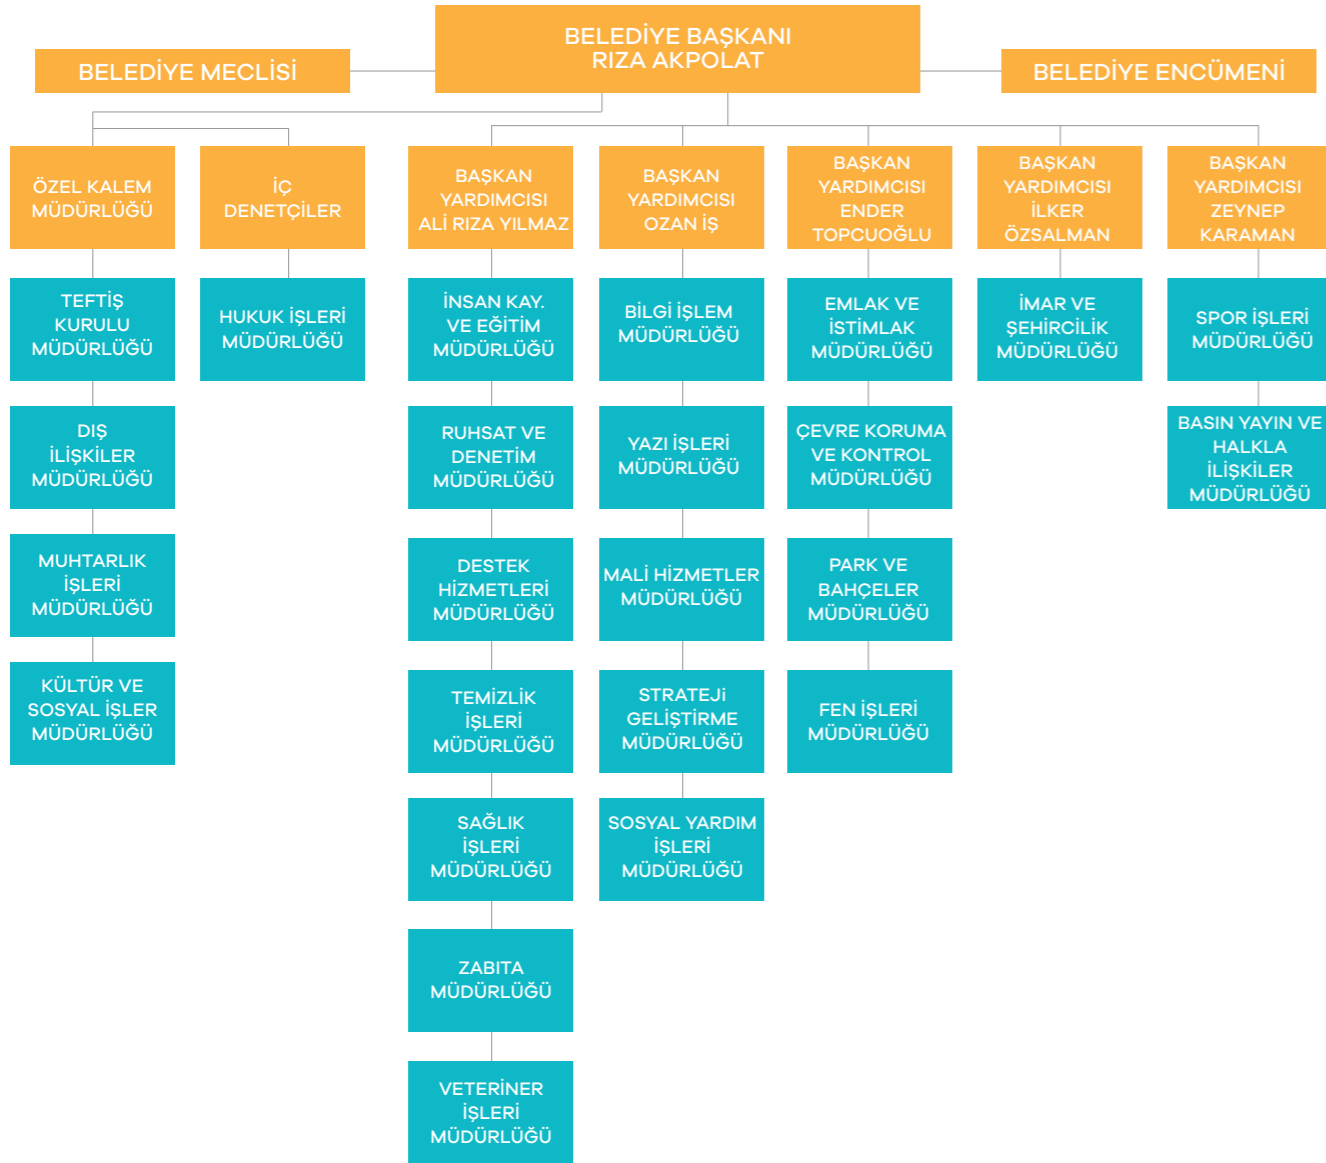 BELEDİYE BAŞKANI
RIZA AKPOLAT
BELEDİYE MECLİSİ
BELEDİYE ENCÜMENİ
ÖZEL KALEM
MÜDÜRLÜĞÜ
İÇ
DENETÇİLER
BAŞKAN
YARDIMCISI
ALİ RIZA YILMAZ
BAŞKAN
YARDIMCISI
OZAN İŞ
BAŞKAN
YARDIMCISI
ENDER
TOPCUOĞLU
BAŞKAN
YARDIMCISI
İLKER
ÖZSALMAN
BAŞKAN
YARDIMCISI
ZEYNEP
KARAMAN
TEFTİŞ
KURULU
MÜDÜRLÜĞÜ
HUKUK İŞLERİ
MÜDÜRLÜĞÜ
İNSAN KAY.
VE EĞİTİM
MÜDÜRLÜĞÜ
BİLGİ İŞLEM
MÜDÜRLÜĞÜ
EMLAK VE
İSTİMLAK
MÜDÜRLÜĞÜ
İMAR VE
ŞEHİRCİLİK
MÜDÜRLÜĞÜ
SPOR İŞLERİ
MÜDÜRLÜĞÜ
DIŞ
İLİŞKİLER
MÜDÜRLÜĞÜ
RUHSAT VE
DENETİM
MÜDÜRLÜĞÜ
YAZI İŞLERİ
MÜDÜRLÜĞÜ
ÇEVRE KORUMA
VE KONTROL
MÜDÜRLÜĞÜ
BASIN YAYIN VE
HALKLA
İLİŞKİLER
MÜDÜRLÜĞÜ
MUHTARLIK
İŞLERİ
MÜDÜRLÜĞÜ
DESTEK
HİZMETLERİ
MÜDÜRLÜĞÜ
MALİ HİZMETLER
MÜDÜRLÜĞÜ
PARK VE
BAHÇELER
MÜDÜRLÜĞÜ
KÜLTÜR VE
SOSYAL İŞLER
MÜDÜRLÜĞÜ
TEMİZLİK
İŞLERİ
MÜDÜRLÜĞÜ
STRATEJi
GELİŞTİRME
MÜDÜRLÜĞÜ
FEN İŞLERİ
MÜDÜRLÜĞÜ
SAĞLIK
İŞLERİ
MÜDÜRLÜĞÜ
SOSYAL YARDIM
İŞLERİ
MÜDÜRLÜĞÜ
ZABITA
MÜDÜRLÜĞÜ
VETERİNER
İŞLERİ
MÜDÜRLÜĞÜ